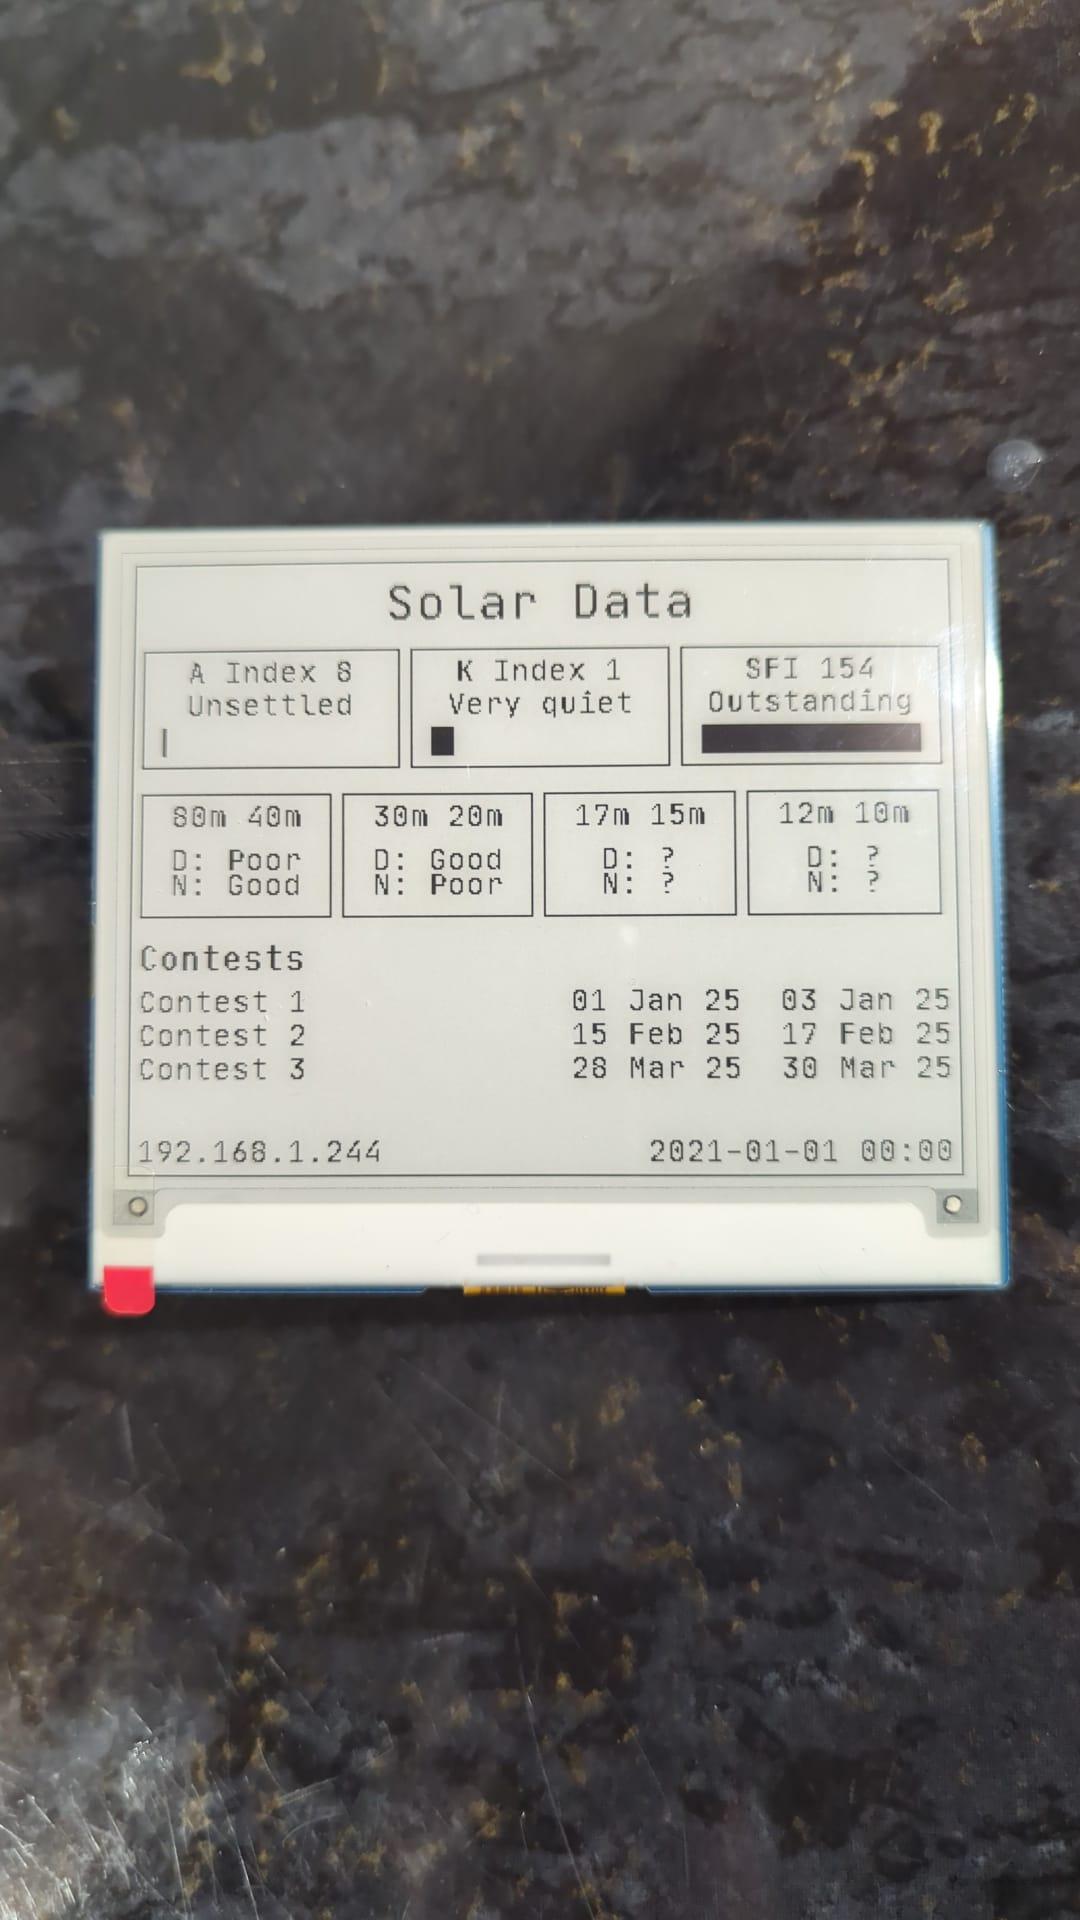 Solar Data
A Index 8
Unsettled
K Index 1
Very quiet
SFI 154
Outstanding
80m 40m
D: Poor
N: Good
30m 20m
D: Good
N: Poor
17m 15m
D: ?
N: ?
12m 10m
D: ?
N: ?
Contests
Contest 1 01 Jan 25 03 Jan 25
Contest 2 15 Feb 25 17 Feb 25
Contest 3 28 Mar 25 30 Mar 25
192.168.1.244 2021-01-01 00:00